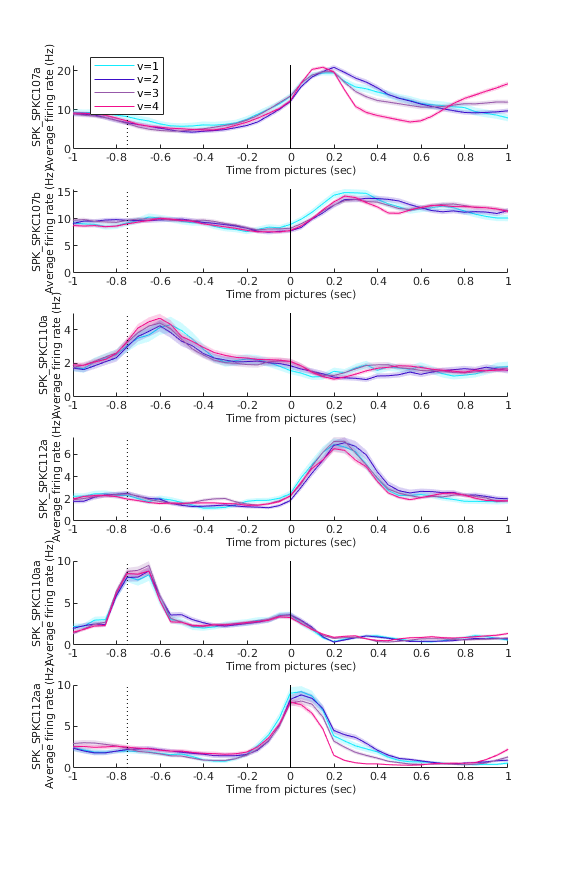 SPK_SPKC107a
Average firing rate (Hz)
v=1
v=2
v=3
v=4
20
10
0
-1 -0.8 -0.6 -0.4 -0.2 0 0.2 0.4 0.6 0.8 1
Time from pictures (sec)
SPK_SPKC107b
Average firing rate (Hz)
15
10
5
0
-1 -0.8 -0.6 -0.4 -0.2 0 0.2 0.4 0.6 0.8 1
Time from pictures (sec)
SPK_SPKC110a
Average firing rate (Hz)
4
2
0
-1 -0.8 -0.6 -0.4 -0.2 0 0.2 0.4 0.6 0.8 1
Time from pictures (sec)
SPK_SPKC112a
Average firing rate (Hz)
6
4
2
0
-1 -0.8 -0.6 -0.4 -0.2 0 0.2 0.4 0.6 0.8 1
Time from pictures (sec)
SPK_SPKC110aa
Average firing rate (Hz)
10
5
0
-1 -0.8 -0.6 -0.4 -0.2 0 0.2 0.4 0.6 0.8 1
Time from pictures (sec)
SPK_SPKC112aa
Average firing rate (Hz)
10
5
0
-1 -0.8 -0.6 -0.4 -0.2 0 0.2 0.4 0.6 0.8 1
Time from pictures (sec)